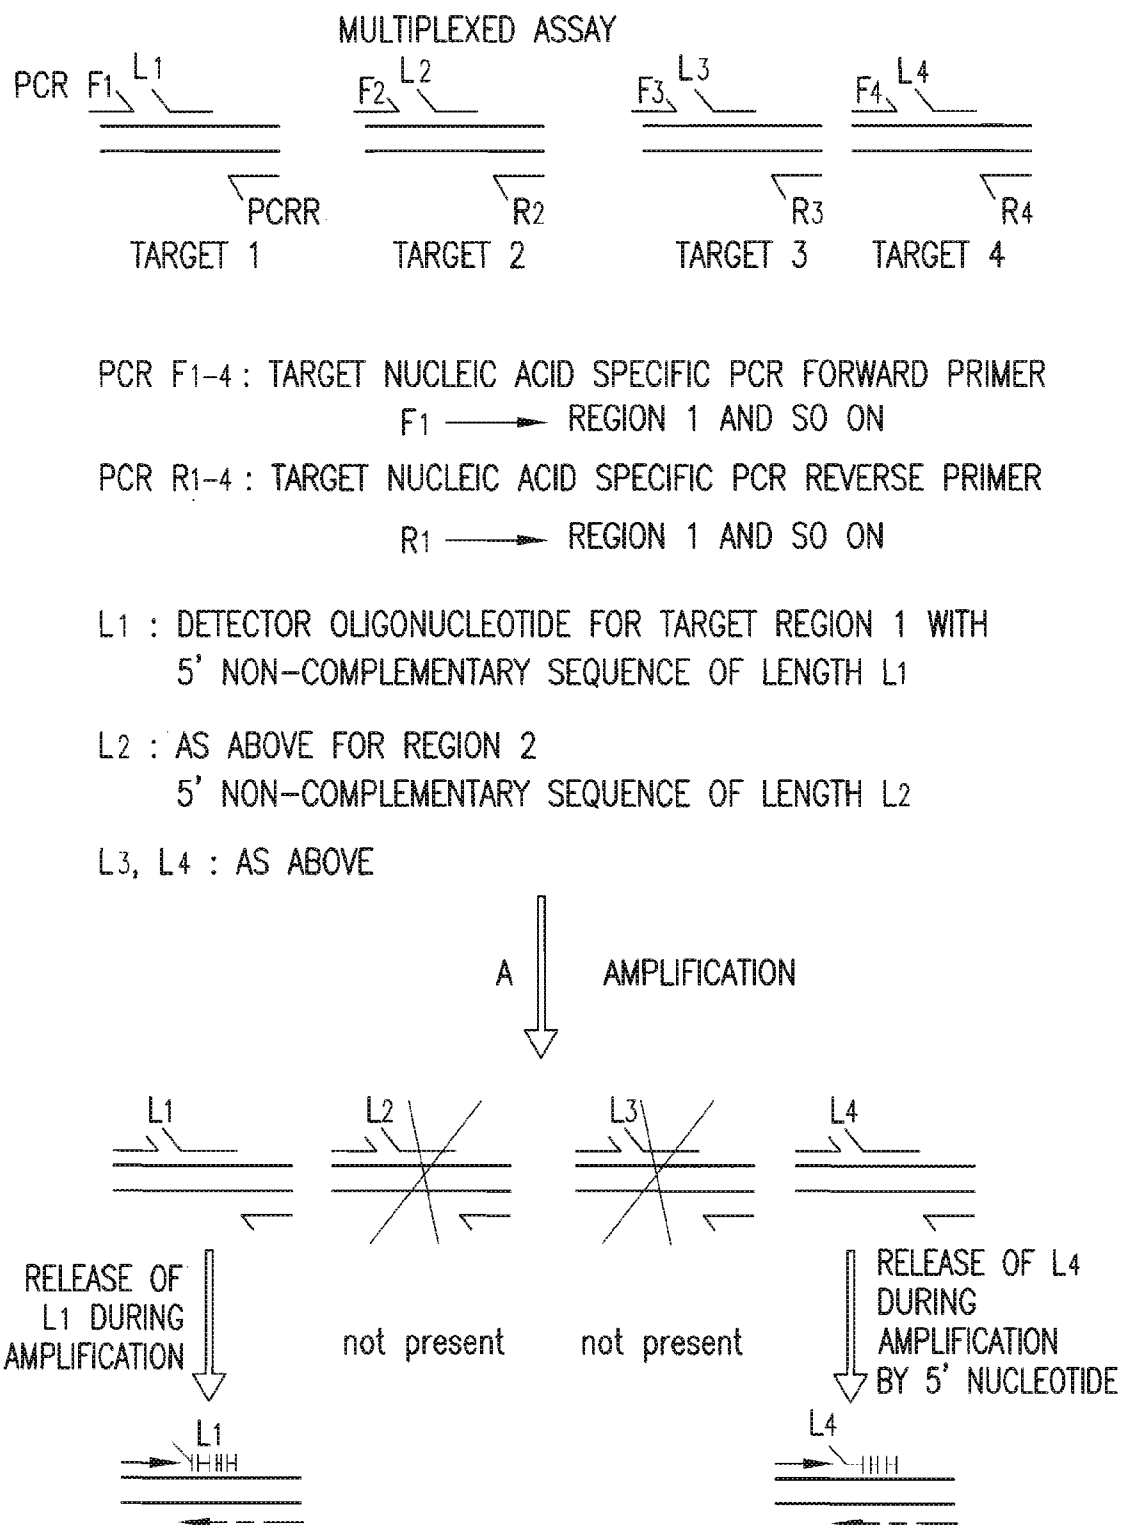 MULTIPLEXED ASSAY
PCR F1 L1 F2 L2 F3 L3 F4 L4
PCRR R2 R3 R4
TARGET 1 TARGET 2 TARGET 3 TARGET 4
PCR F1-4 : TARGET NUCLEIC ACID SPECIFIC PCR FORWARD PRIMER
F1 REGION 1 AND SO ON
PCR R1-4 : TARGET NUCLEIC ACID SPECIFIC PCR REVERSE PRIMER
R1 REGION 1 AND SO ON
L1 : DETECTOR OLIGONUCLEOTIDE FOR TARGET REGION 1 WITH
5' NON-COMPLEMENTARY SEQUENCE OF LENGTH L1
L2 : AS ABOVE FOR REGION 2
5' NON-COMPLEMENTARY SEQUENCE OF LENGTH L2
L3, L4 : AS ABOVE
A AMPLIFICATION
L1 L2 L3 L4
RELEASE OF
L1 DURING
AMPLIFICATION
not present not present
RELEASE OF L4
DURING
AMPLIFICATION
BY 5' NUCLEOTIDE
L1 L4